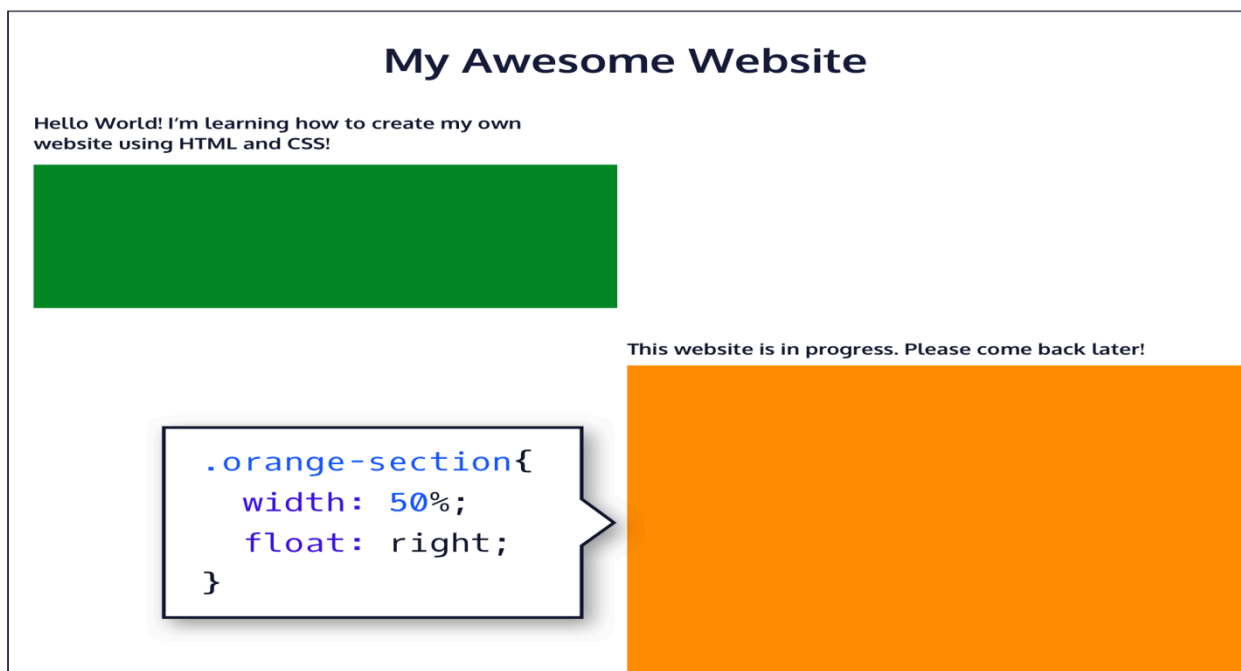 My Awesome Website
Hello World! I’m learning how to create my own
website using HTML and CSS!
This website is in progress. Please come back later!
.orange-section{
width: 50%;
float: right;
}